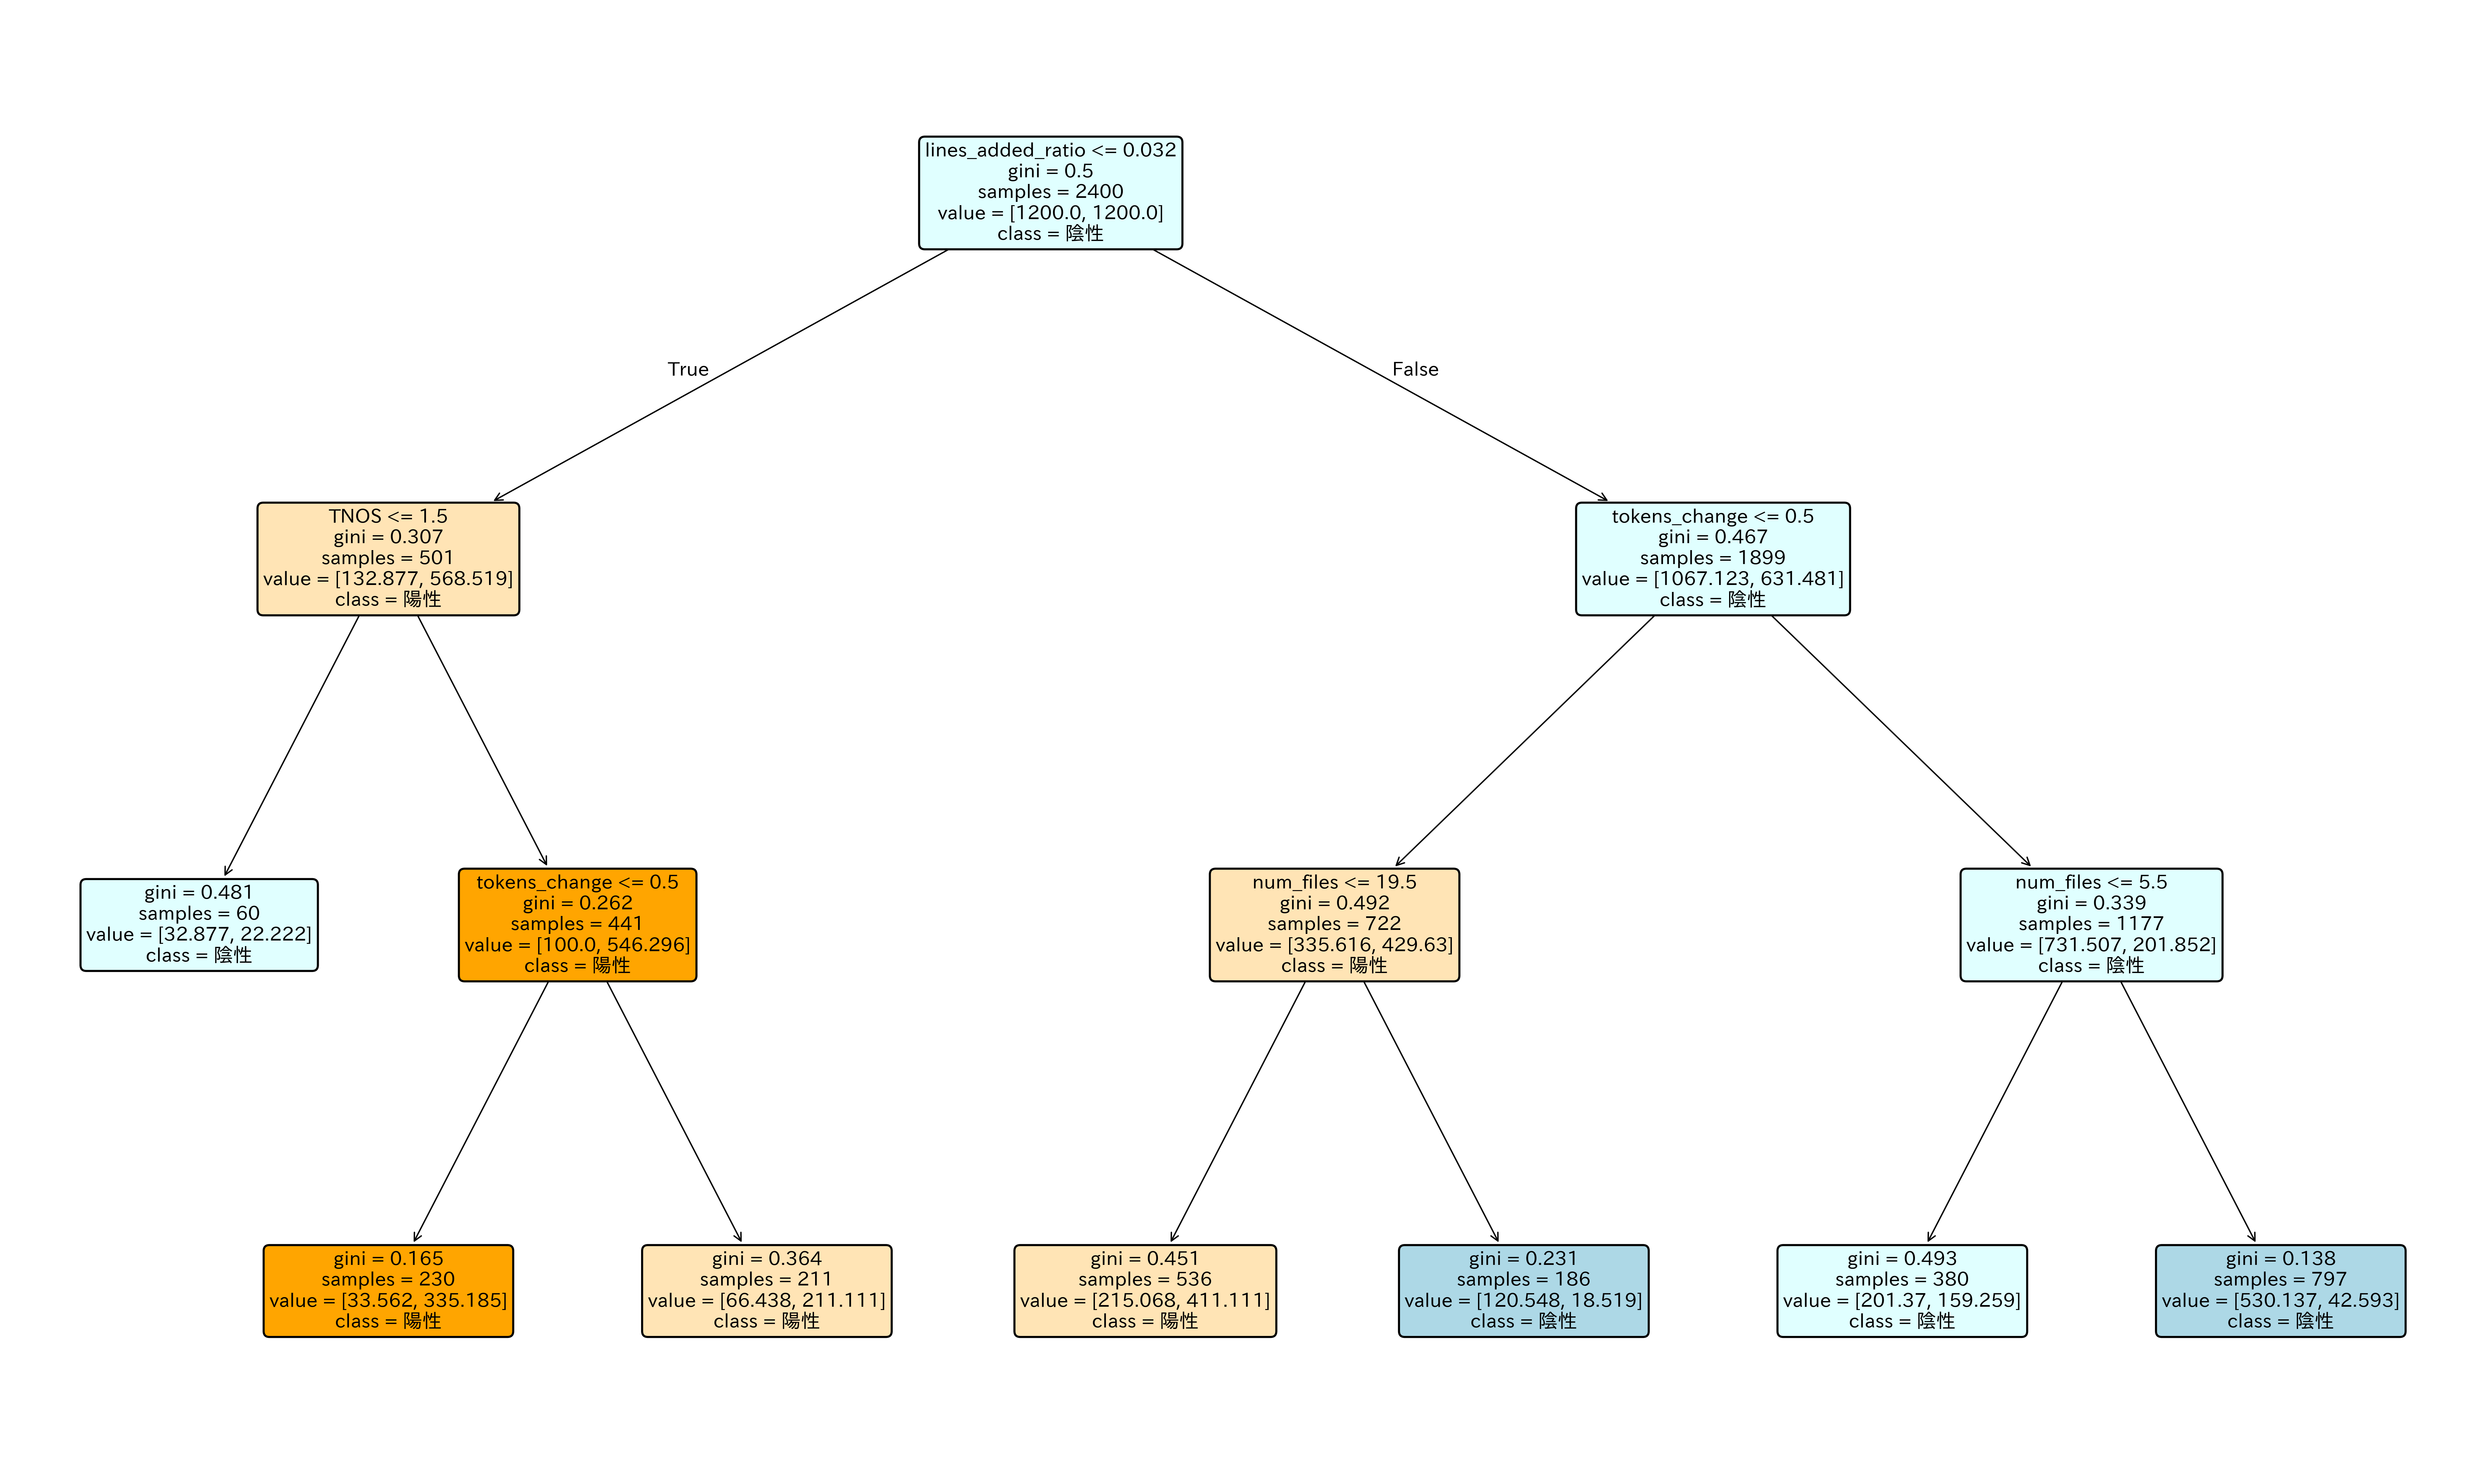 lines_added_ratio <= 0.032
gini = 0.5
samples = 2400
value = [1200.0, 1200.0]
class = 陰性
True
False
TNOS <= 1.5
gini = 0.307
samples = 501
value = [132.877, 568.519]
class = 陽性
tokens_change <= 0.5
gini = 0.467
samples = 1899
value = [1067.123, 631.481]
class = 陰性
gini = 0.481
samples = 60
value = [32.877, 22.222]
class = 陰性
tokens_change <= 0.5
gini = 0.262
samples = 441
value = [100.0, 546.296]
class = 陽性
num_files <= 19.5
gini = 0.492
samples = 722
value = [335.616, 429.63]
class = 陽性
num_files <= 5.5
gini = 0.339
samples = 1177
value = [731.507, 201.852]
class = 陰性
gini = 0.165
samples = 230
value = [33.562, 335.185]
class = 陽性
gini = 0.364
samples = 211
value = [66.438, 211.111]
class = 陽性
gini = 0.451
samples = 536
value = [215.068, 411.111]
class = 陽性
gini = 0.231
samples = 186
value = [120.548, 18.519]
class = 陰性
gini = 0.493
samples = 380
value = [201.37, 159.259]
class = 陰性
gini = 0.138
samples = 797
value = [530.137, 42.593]
class = 陰性